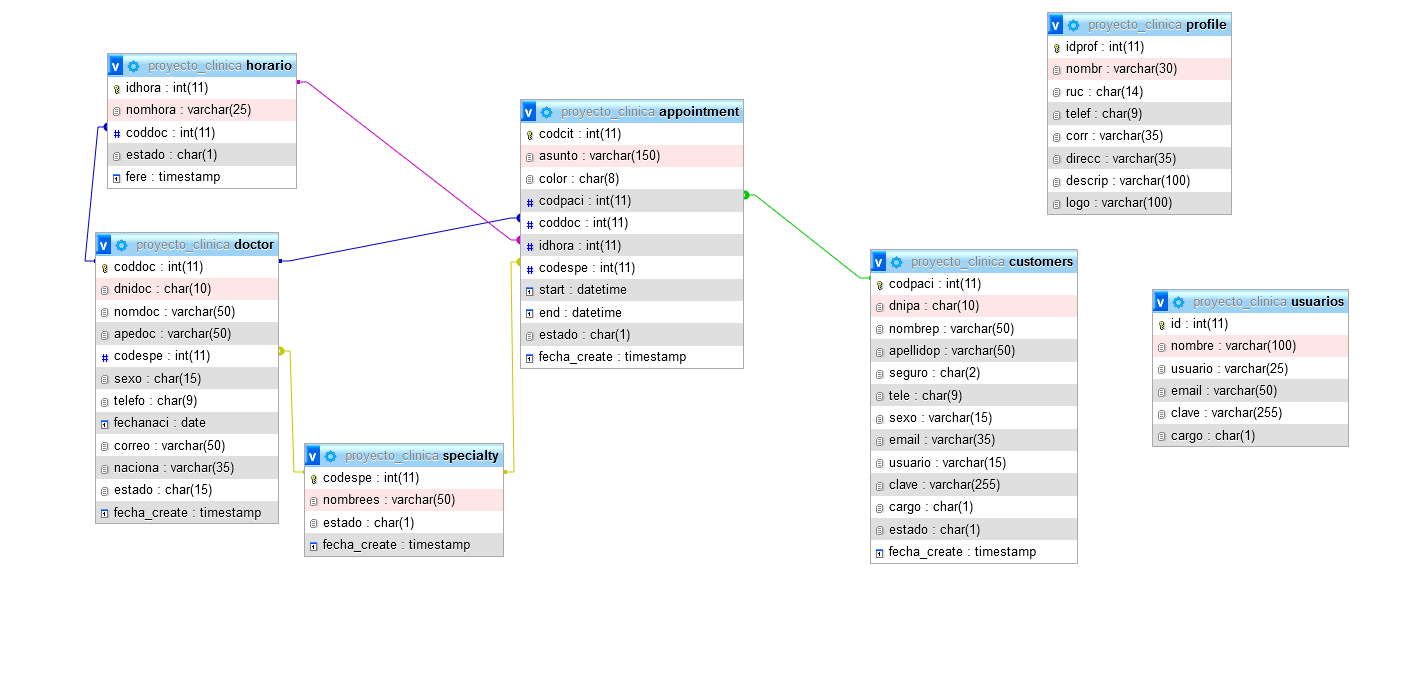 proyecto_clinica profile
idprof : int(11)
nombr : varchar(30)
ruc : char(14)
telef : char(9)
corr : varchar(35)
direcc : varchar(35)
descrip : varchar(100)
logo : varchar(100)
v proyecto_clinica horario
idhora : int(11)
nomhora : varchar(25)
# coddoc : int(11)
estado : char(1)
fere : timestamp
v proyecto_clinica appointment
codcit : int(11)
asunto : varchar(150)
color : char(8)
# codpaci : int(11)
# coddoc : int(11)
# idhora : int(11)
# codespe : int(11)
start : datetime
end : datetime
estado : char(1)
fecha_create : timestamp
v proyecto_clinica doctor
coddoc : int(11)
dnidoc : char(10)
nomdoc : varchar(50)
apedoc : varchar(50)
# codespe : int(11)
sexo : char(15)
telefo : char(9)
fechanaci : date
correo : varchar(50)
naciona : varchar(35)
estado : char(15)
fecha_create : timestamp
v proyecto_clinica customers
codpaci : int(11)
dnipa : char(10)
nombrep : varchar(50)
apellidop : varchar(50)
seguro : char(2)
tele : char(9)
sexo : varchar(15)
email : varchar(35)
usuario : varchar(15)
clave : varchar(255)
cargo : char(1)
estado : char(1)
fecha_create : timestamp
v proyecto_clinica usuarios
id : int(11)
nombre : varchar(100)
usuario : varchar(25)
email : varchar(50)
clave : varchar(255)
cargo : char(1)
v proyecto_clinica specialty
codespe : int(11)
nombrees : varchar(50)
estado : char(1)
fecha_create : timestamp